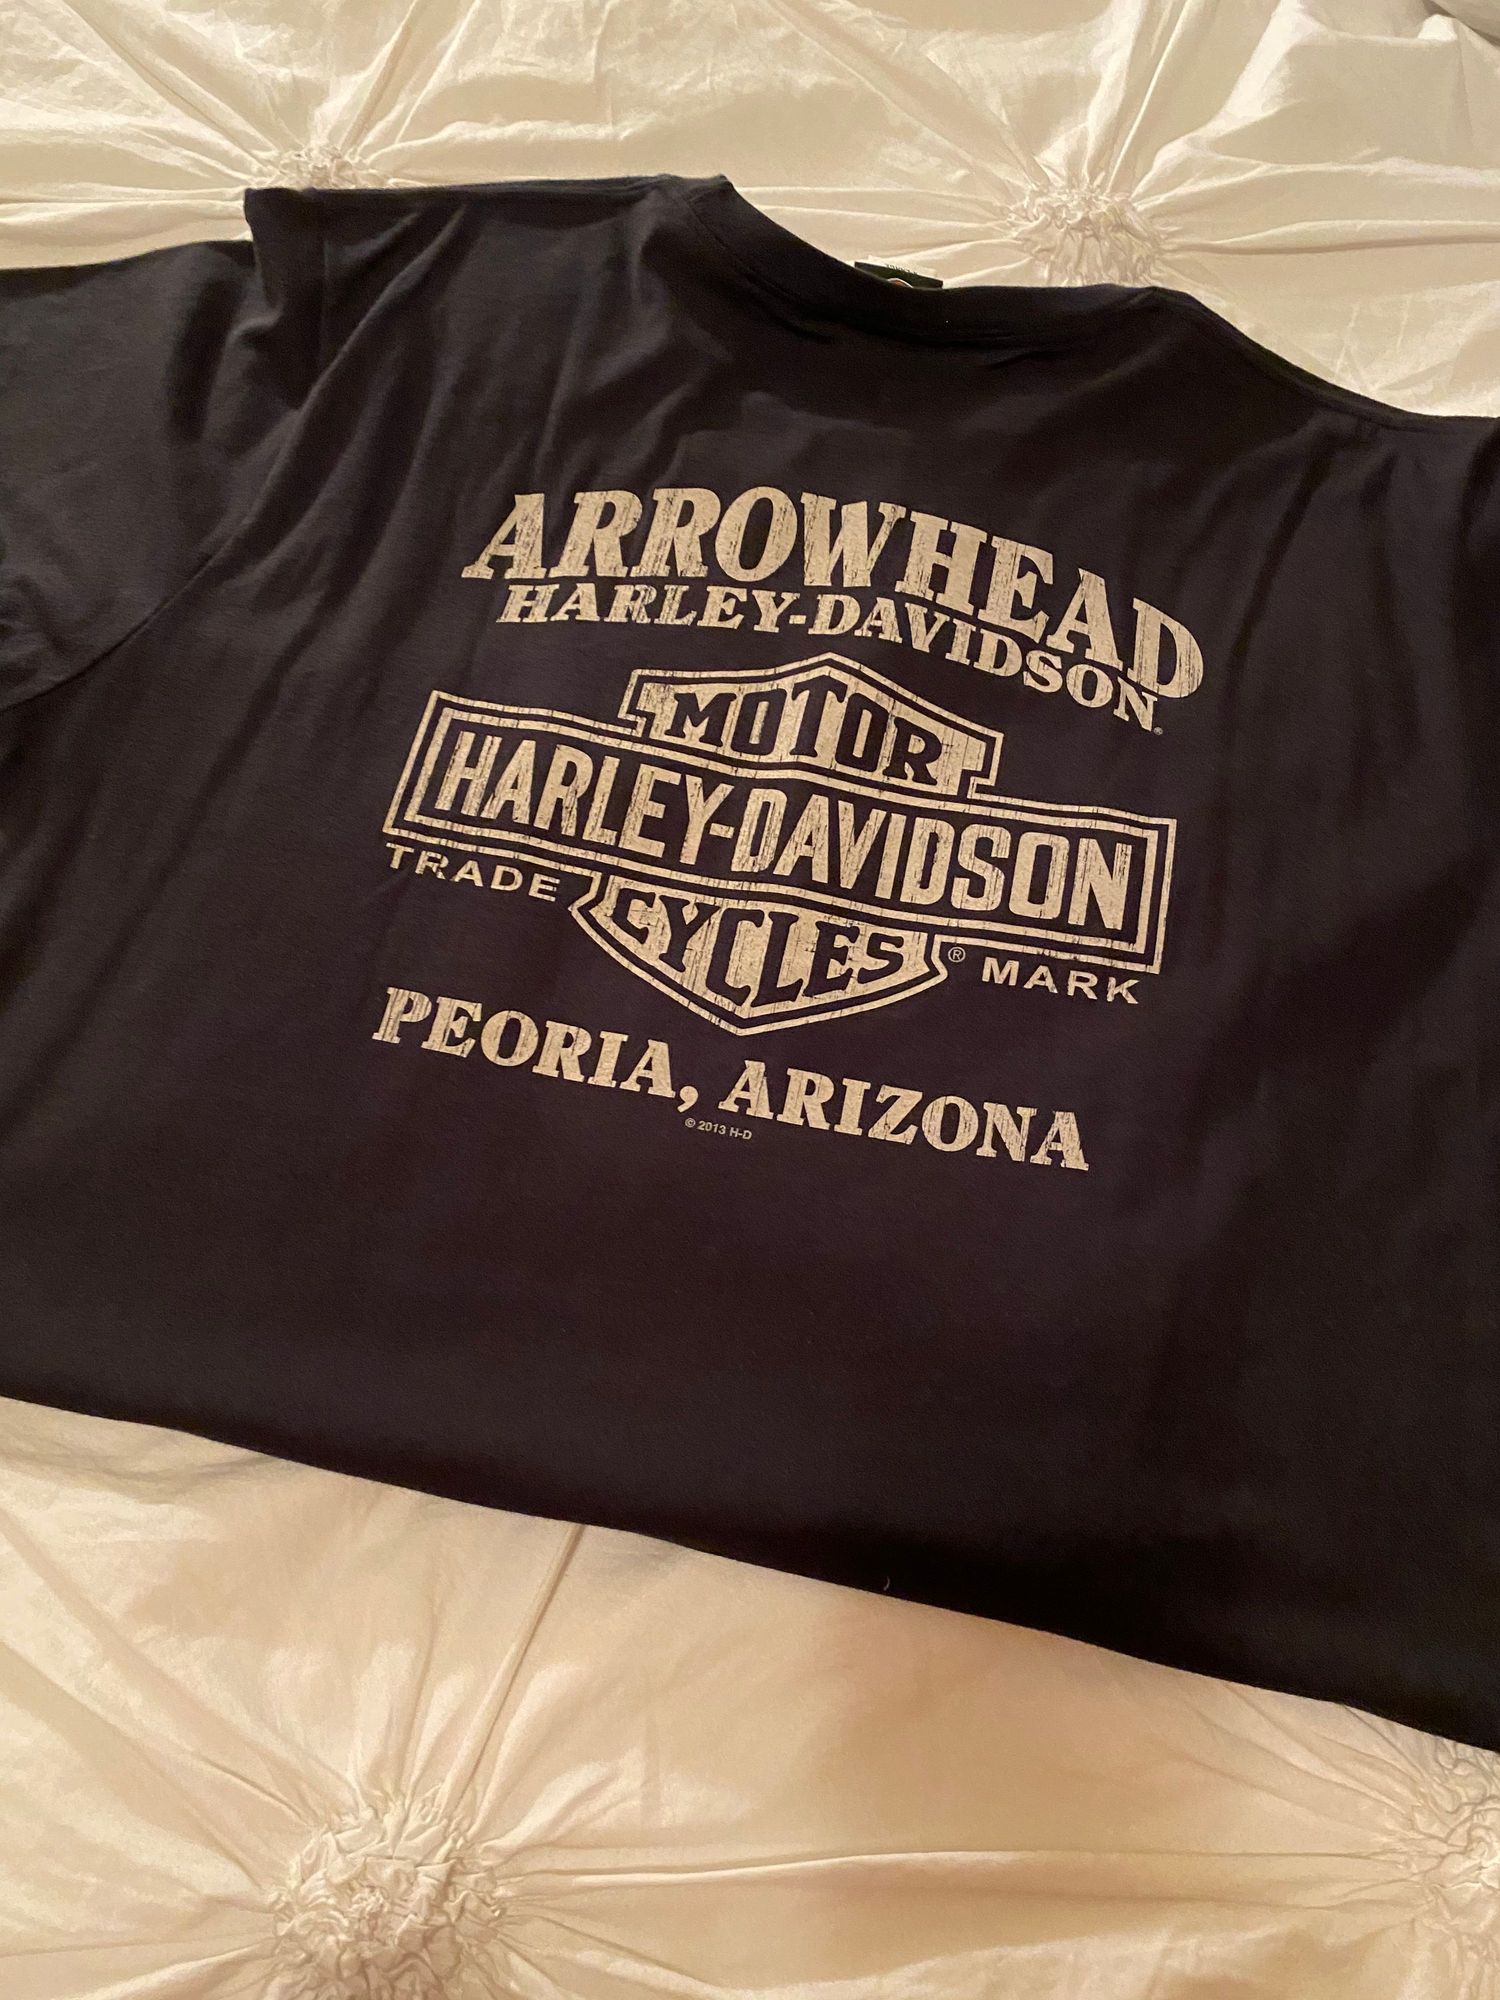 ARROWHEAD
HARLEY-DAVIDSON®
MOTOR
HARLEY-DAVIDSON
TRADE CYCLES ® MARK
PEORIA, ARIZONA
© 2013 H-D